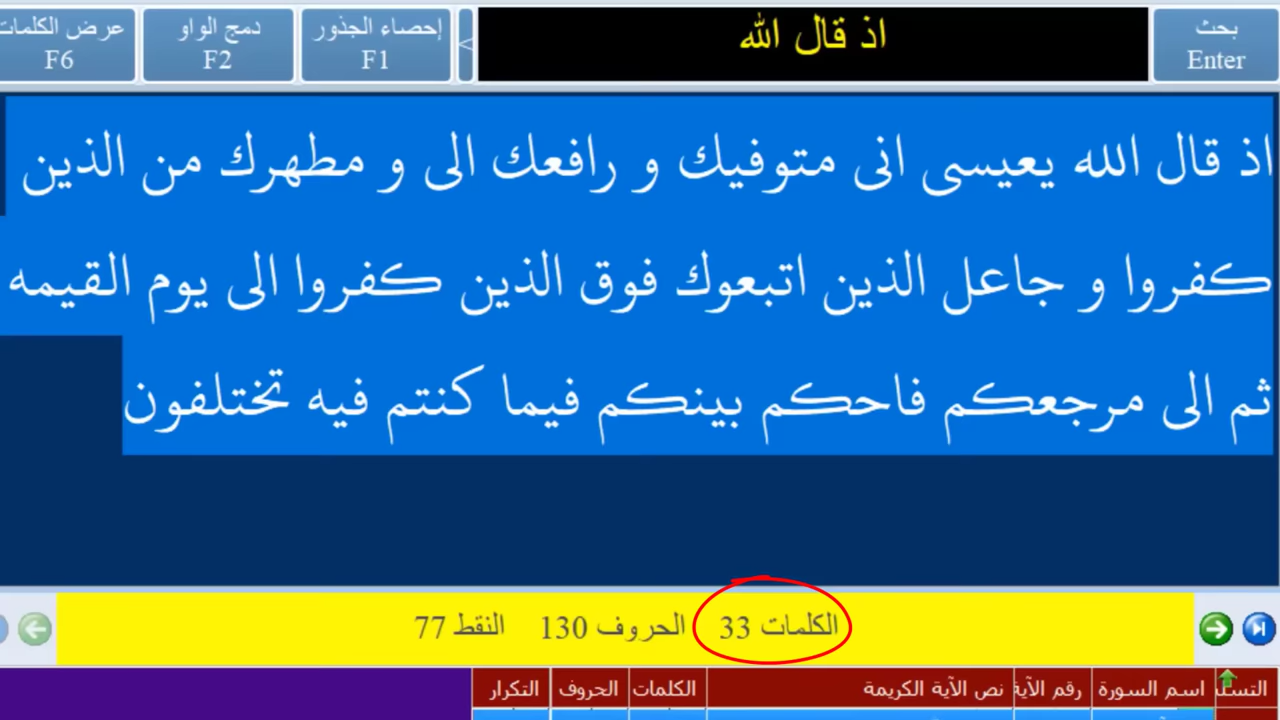 بحث
Enter
اذ قال الله
>
إحصاء الجذور
F1
دمج الواو
F2
عرض الكلمات
F6
اذ قال الله يعيسى انى متوفيك و رافعك الى و مطهرك من الذين
كفروا و جاعل الذين اتبعوك فوق الذين كفروا الى يوم القيمه
ثم الى مرجعكم فاحكم بينكم فيما كنتم فيه تختلفون
الكلمات 33 الحروف 130 النقط 77
اسم السورة رقم الآية نص الآية الكريمة الكلمات الحروف التكرار